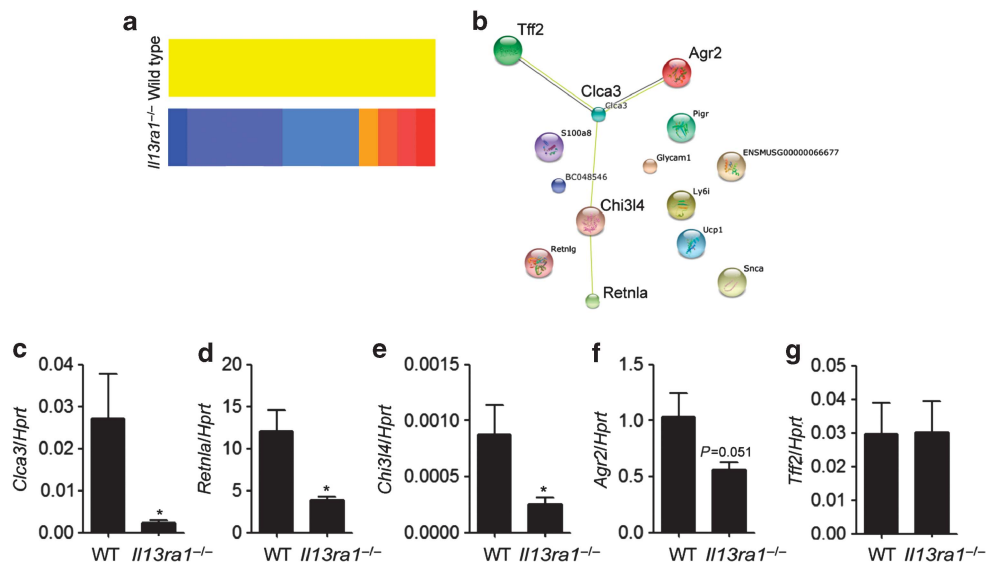 a
Wild type
Il13ra1–/–
b
Tff2
Agr2
Clca3
Clca3
Pigr
S100a8
Glycam1
ENSMUSG00000066677
BC048546
Ly6i
Chi3l4
Ucp1
Retnlg
Snca
Retnla
c
Clca3/Hprt
0.04
0.03
0.02
0.01
0.00
*
WT Il13ra1–/–
d
Retnla/Hprt
20
15
10
5
0
*
WT Il13ra1–/–
e
Chi3l4/Hprt
0.0015
0.0010
0.0005
0.0000
*
WT Il13ra1–/–
f
Agr2/Hprt
1.5
1.0
0.5
0.0
P=0.051
WT Il13ra1–/–
g
Tff2/Hprt
0.05
0.04
0.03
0.02
0.01
0.00
WT Il13ra1–/–